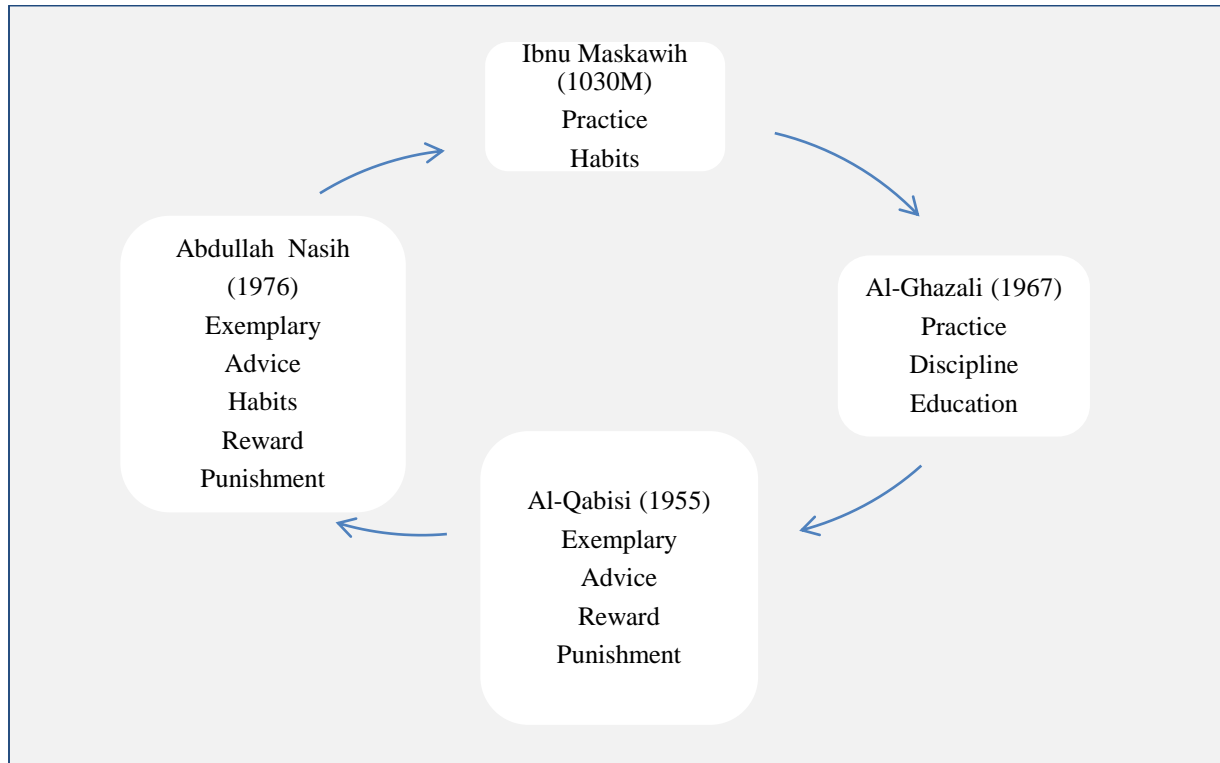 Ibnu Maskawih
(1030M)
Practice
Habits
Al-Ghazali (1967)
Practice
Discipline
Education
Al-Qabisi (1955)
Exemplary
Advice
Reward
Punishment
Abdullah Nasih
(1976)
Exemplary
Advice
Habits
Reward
Punishment